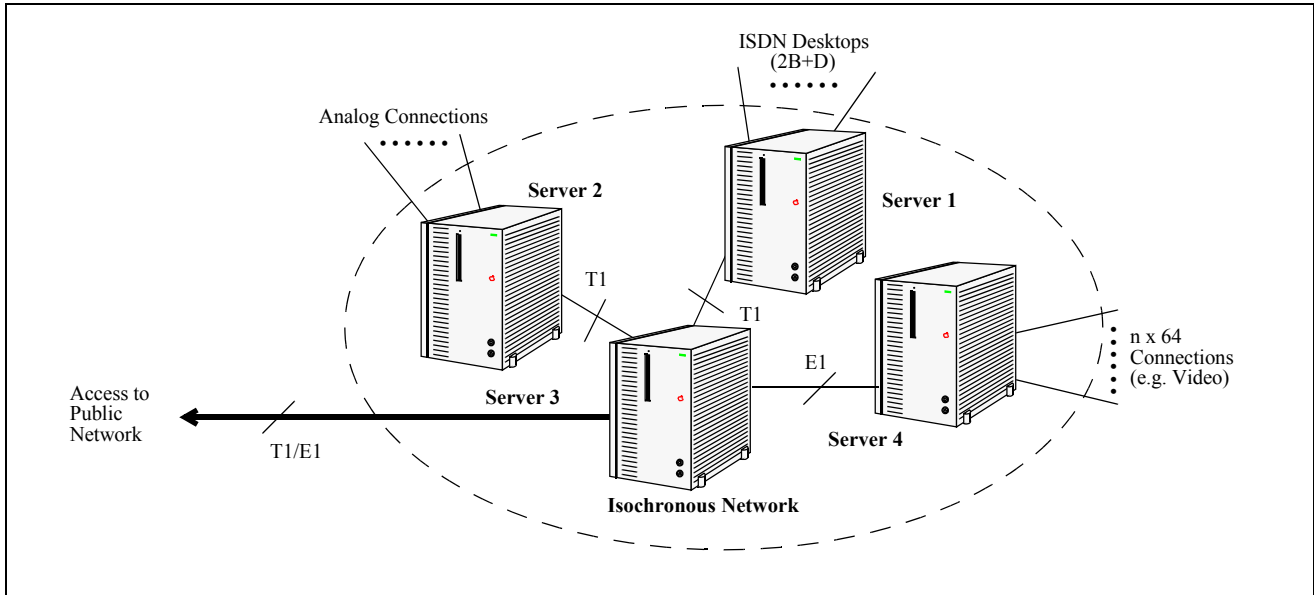 ISDN Desktops
(2B+D)
Analog Connections
Server 2
Server 1
T1
T1
n x 64
Connections
(e.g. Video)
E1
Access to
Public
Network
Server 3
Server 4
T1/E1
Isochronous Network